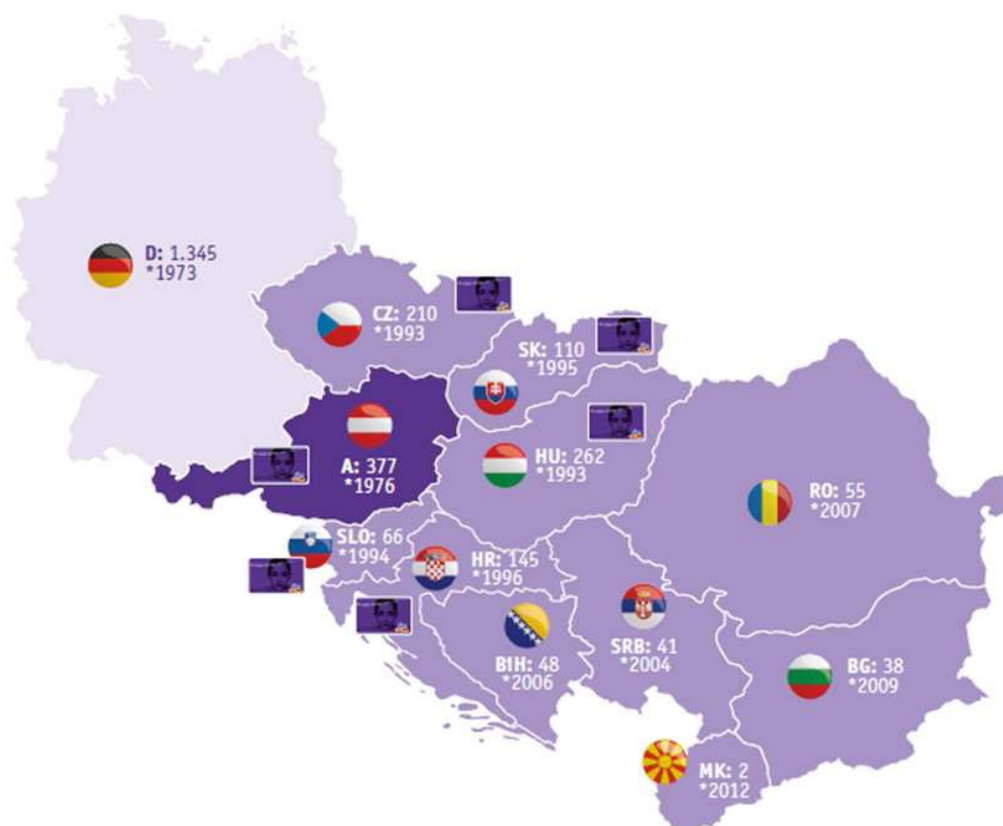 D: 1.345
*1973
CZ: 210
*1993
SK: 110
*1995
A: 377
*1976
HU: 262
*1993
RO: 55
*2007
SLO: 66
*1994
HR: 145
*1996
BIH: 48
*2006
SRB: 41
*2004
BG: 38
*2009
MK: 2
*2012